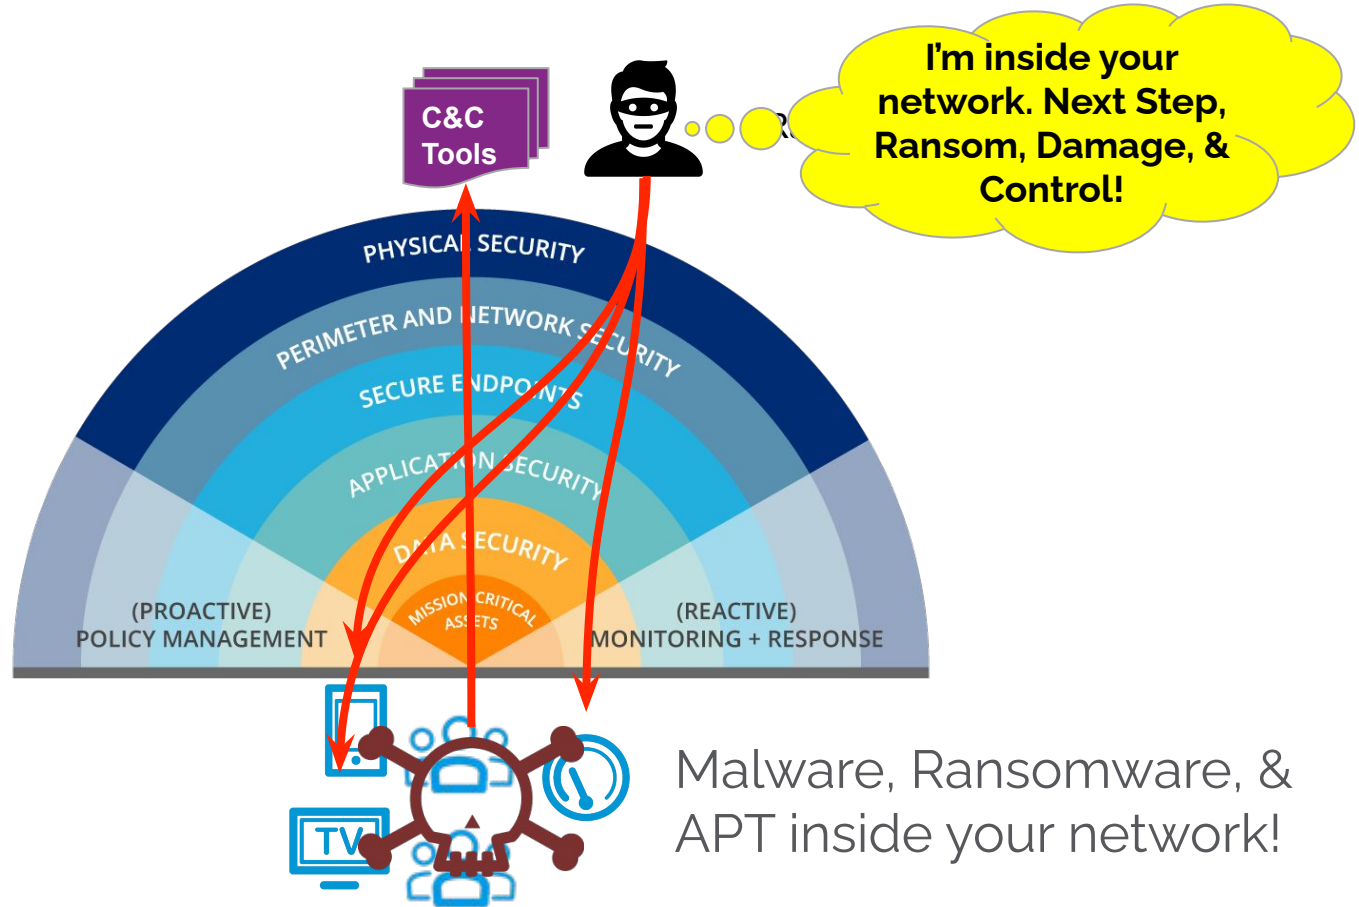 I'm inside your
network. Next Step,
Ransom, Damage, &
Control!
C&C
Tools
PHYSICAL SECURITY
PERIMETER AND NETWORK SECURITY
SECURE ENDPOINTS
APPLICATION SECURITY
DATA SECURITY
MISSION CRITICAL
ASSETS
(PROACTIVE)
POLICY MANAGEMENT
(REACTIVE)
MONITORING + RESPONSE
TV
Malware, Ransomware, &
APT inside your network!